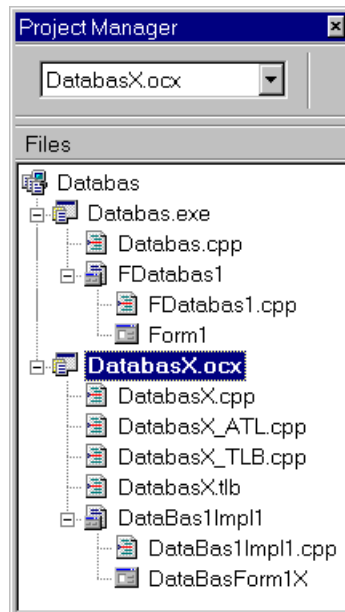 Project Manager
DatabasX.ocx
Files
Databas
Databas.exe
Databas.cpp
FDatabas1
FDatabas1.cpp
Form1
DatabasX.ocx
DatabasX.cpp
DatabasX_ATL.cpp
DatabasX_TLB.cpp
DatabasX.tlb
DataBas1Impl1
DataBas1Impl1.cpp
DataBasForm1X